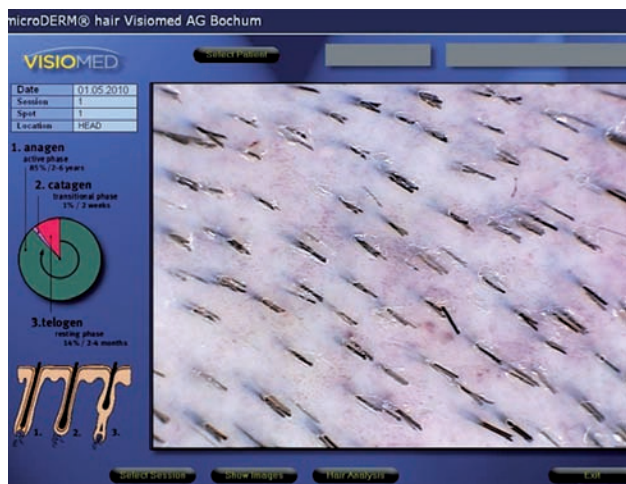 microDERM® hair Visiomed AG Bochum
VISIOMED
Select Patient
Date 01.05.2010
Session 1
Spot 1
Location HEAD
1. anagen
active phase
85% / 2-6 years
2. catagen
transitional phase
1% / 2 weeks
3.telogen
resting phase
14% / 2-4 months
1. 2. 3.
Select Session
Show Images
Hair Analysis
Exit